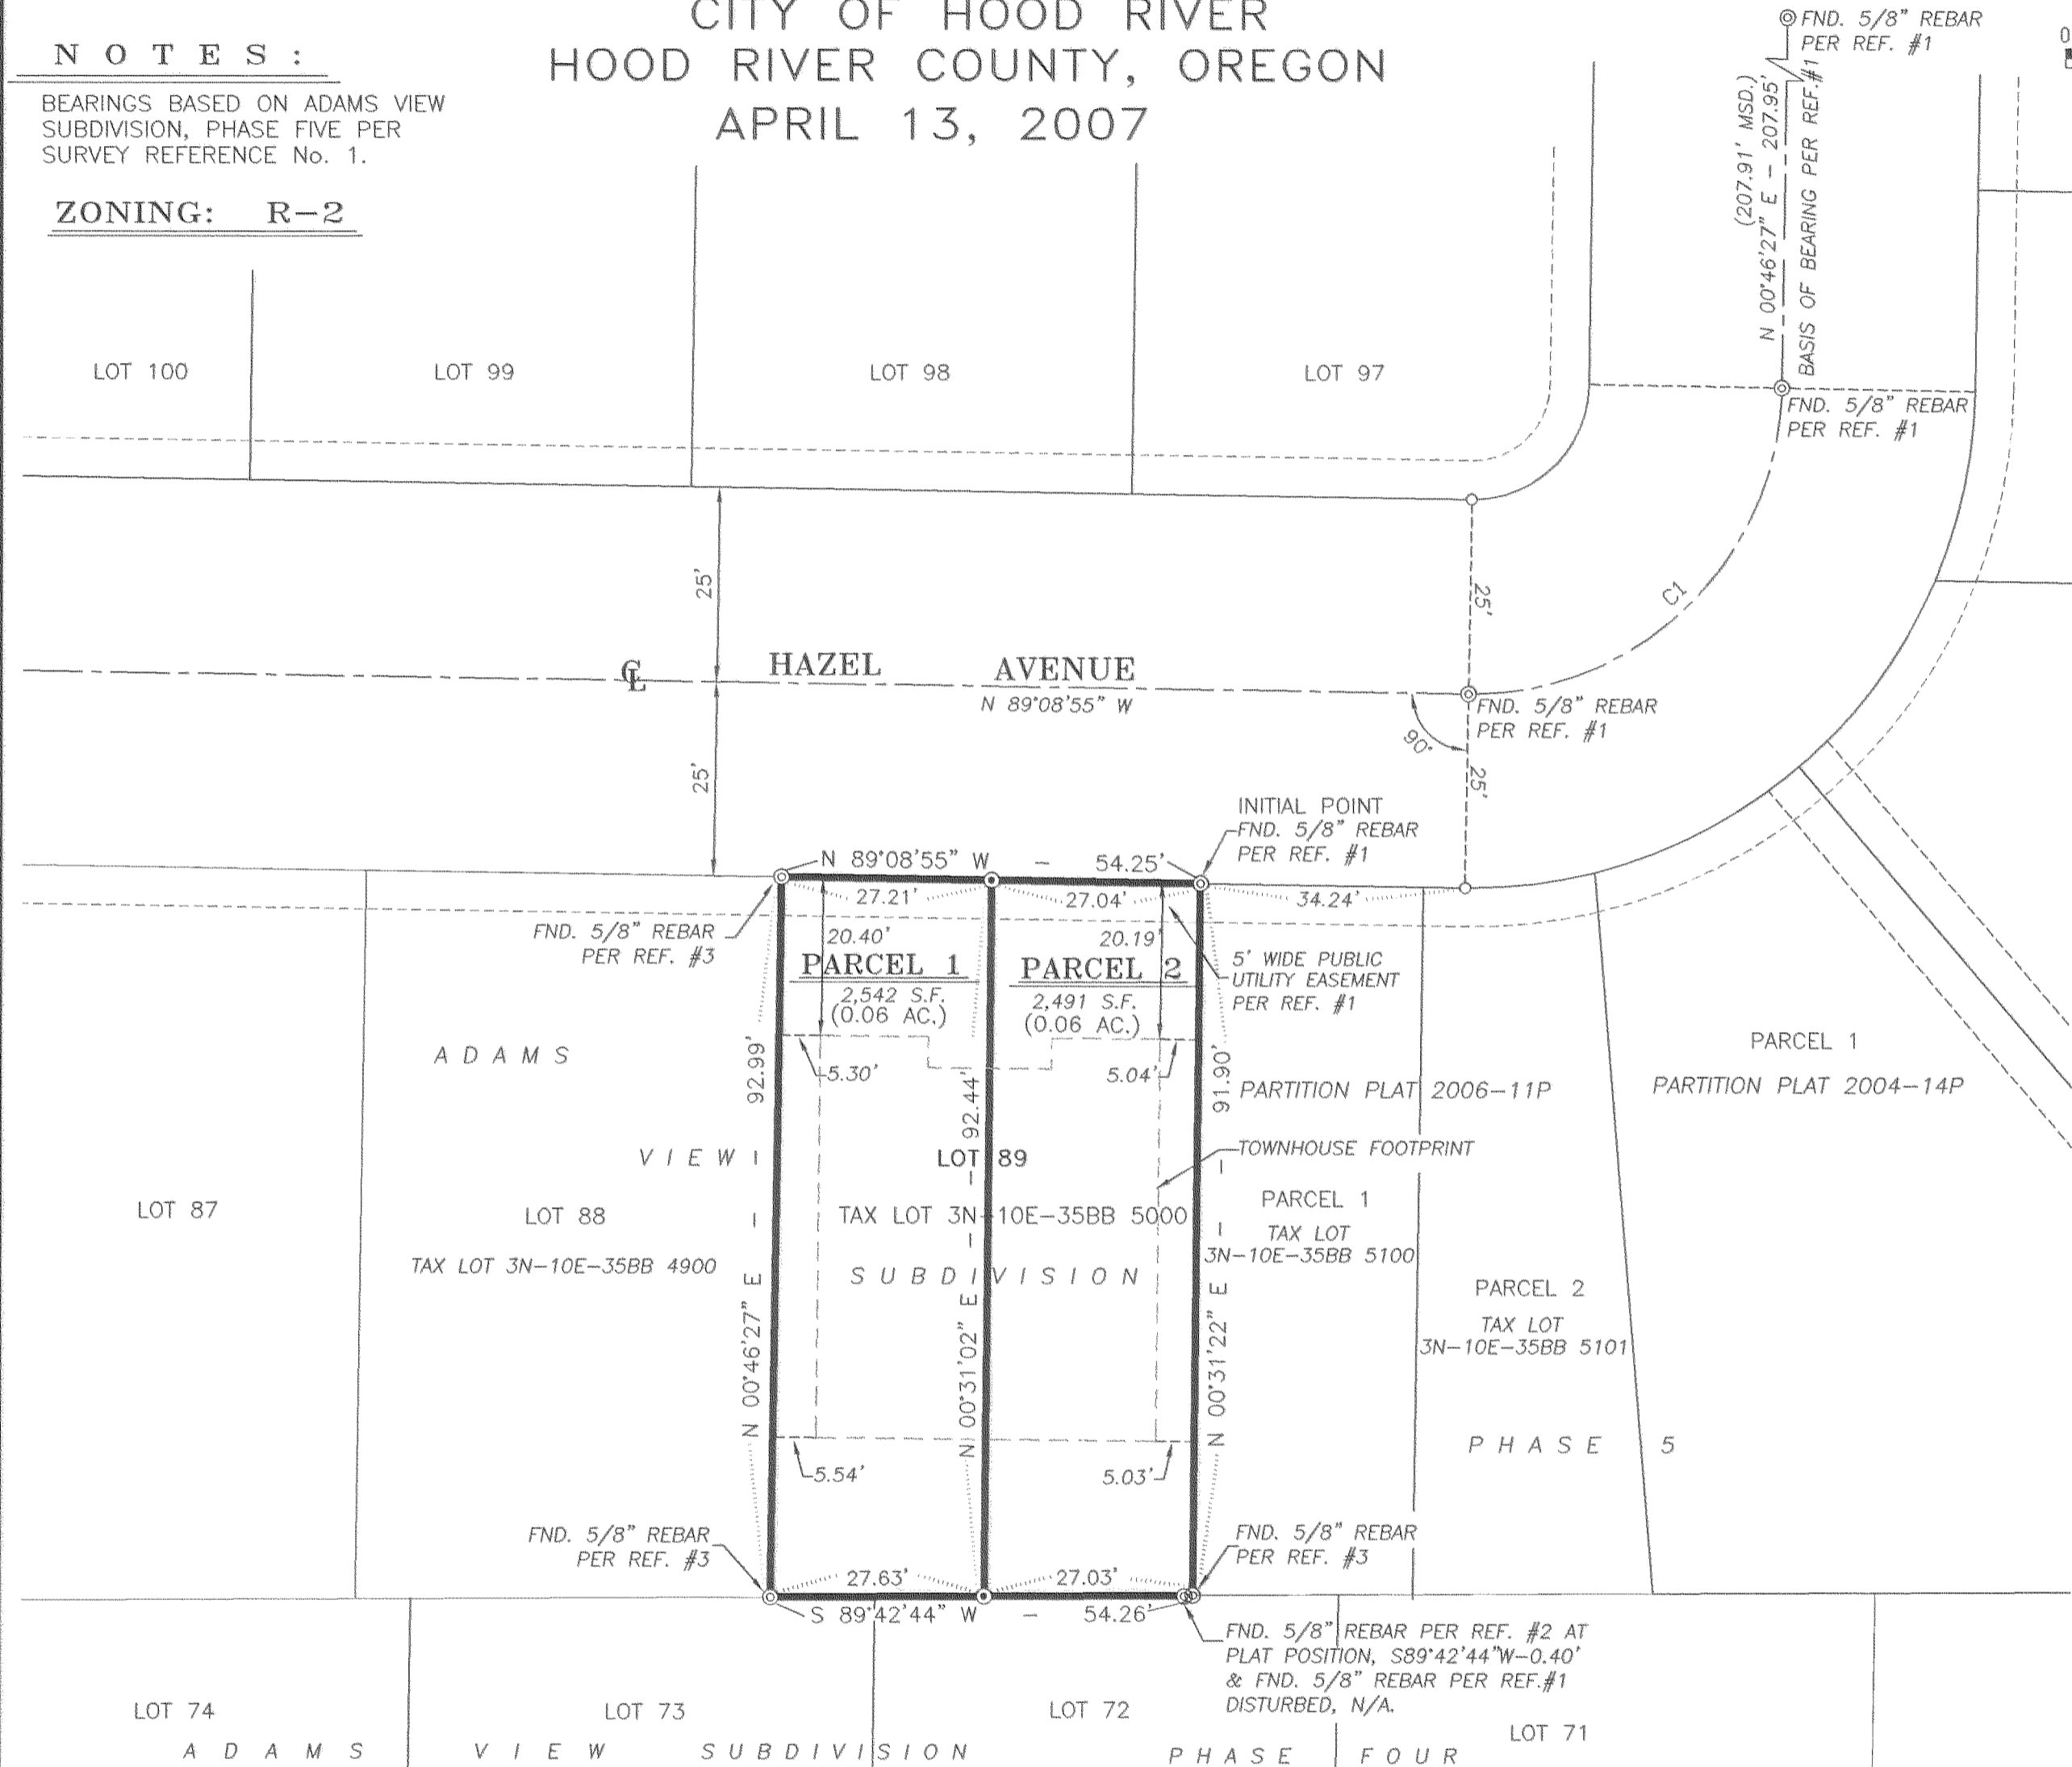 CITY OF HOOD RIVER
HOOD RIVER COUNTY, OREGON
APRIL 13, 2007
NOTES:
BEARINGS BASED ON ADAMS VIEW
SUBDIVISION, PHASE FIVE PER
SURVEY REFERENCE No. 1.
ZONING: R-2
FND. 5/8" REBAR
PER REF. #1
(207.91' MSD.)
N 00°46'27" E - 207.95'
BASIS OF BEARING PER REF.#1
FND. 5/8" REBAR
PER REF. #1
LOT 100
LOT 99
LOT 98
LOT 97
25'
25'
C1
℄
HAZEL AVENUE
N 89°08'55" W
FND. 5/8" REBAR
PER REF. #1
90°
25'
25'
INITIAL POINT
FND. 5/8" REBAR
PER REF. #1
N 89°08'55" W - 54.25'
27.21'
27.04'
34.24'
FND. 5/8" REBAR
PER REF. #3
20.40'
20.19'
PARCEL 1
2,542 S.F.
(0.06 AC.)
PARCEL 2
2,491 S.F.
(0.06 AC.)
5' WIDE PUBLIC
UTILITY EASEMENT
PER REF. #1
5.30'
5.04'
N 00°46'27" E - - 92.99'
N 00°31'02" E - - 92.44'
N 00°31'22" E - - 91.90'
ADAMS
VIEW
SUBDIVISION
PHASE 5
PARTITION PLAT 2006-11P
PARCEL 1
PARTITION PLAT 2004-14P
TOWNHOUSE FOOTPRINT
LOT 87
LOT 88
TAX LOT 3N-10E-35BB 4900
LOT 89
TAX LOT 3N-10E-35BB 5000
PARCEL 1
TAX LOT
3N-10E-35BB 5100
PARCEL 2
TAX LOT
3N-10E-35BB 5101
5.54'
5.03'
FND. 5/8" REBAR
PER REF. #3
FND. 5/8" REBAR
PER REF. #3
27.63'
27.03'
S 89°42'44" W - 54.26'
FND. 5/8" REBAR PER REF. #2 AT
PLAT POSITION, S89°42'44"W-0.40'
& FND. 5/8" REBAR PER REF.#1
DISTURBED, N/A.
LOT 74
LOT 73
LOT 72
LOT 71
ADAMS VIEW SUBDIVISION PHASE FOUR
0